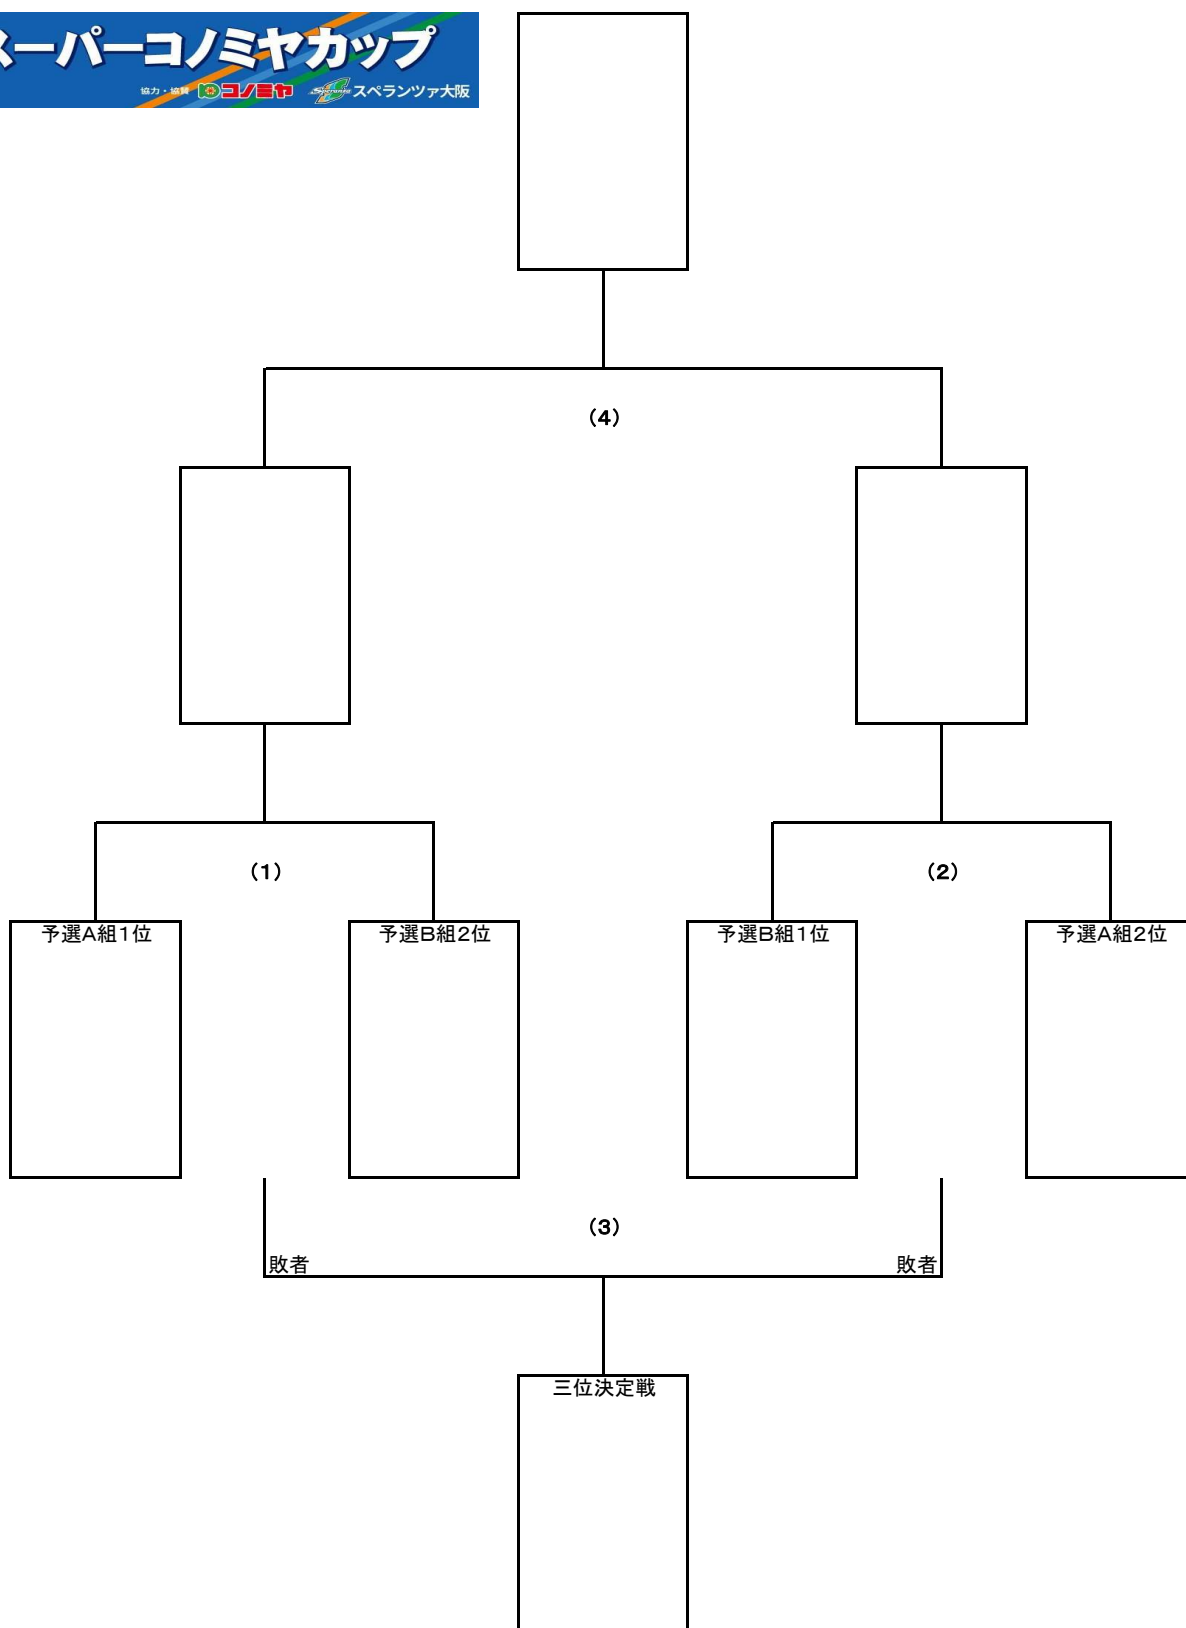 スーパーコノミヤカップ
協力・協賛 コノミヤ Speranza スペランツァ大阪
（4）
（1） （2）
予選A組1位 予選B組2位 予選B組1位 予選A組2位
（3）
敗者 敗者
三位決定戦